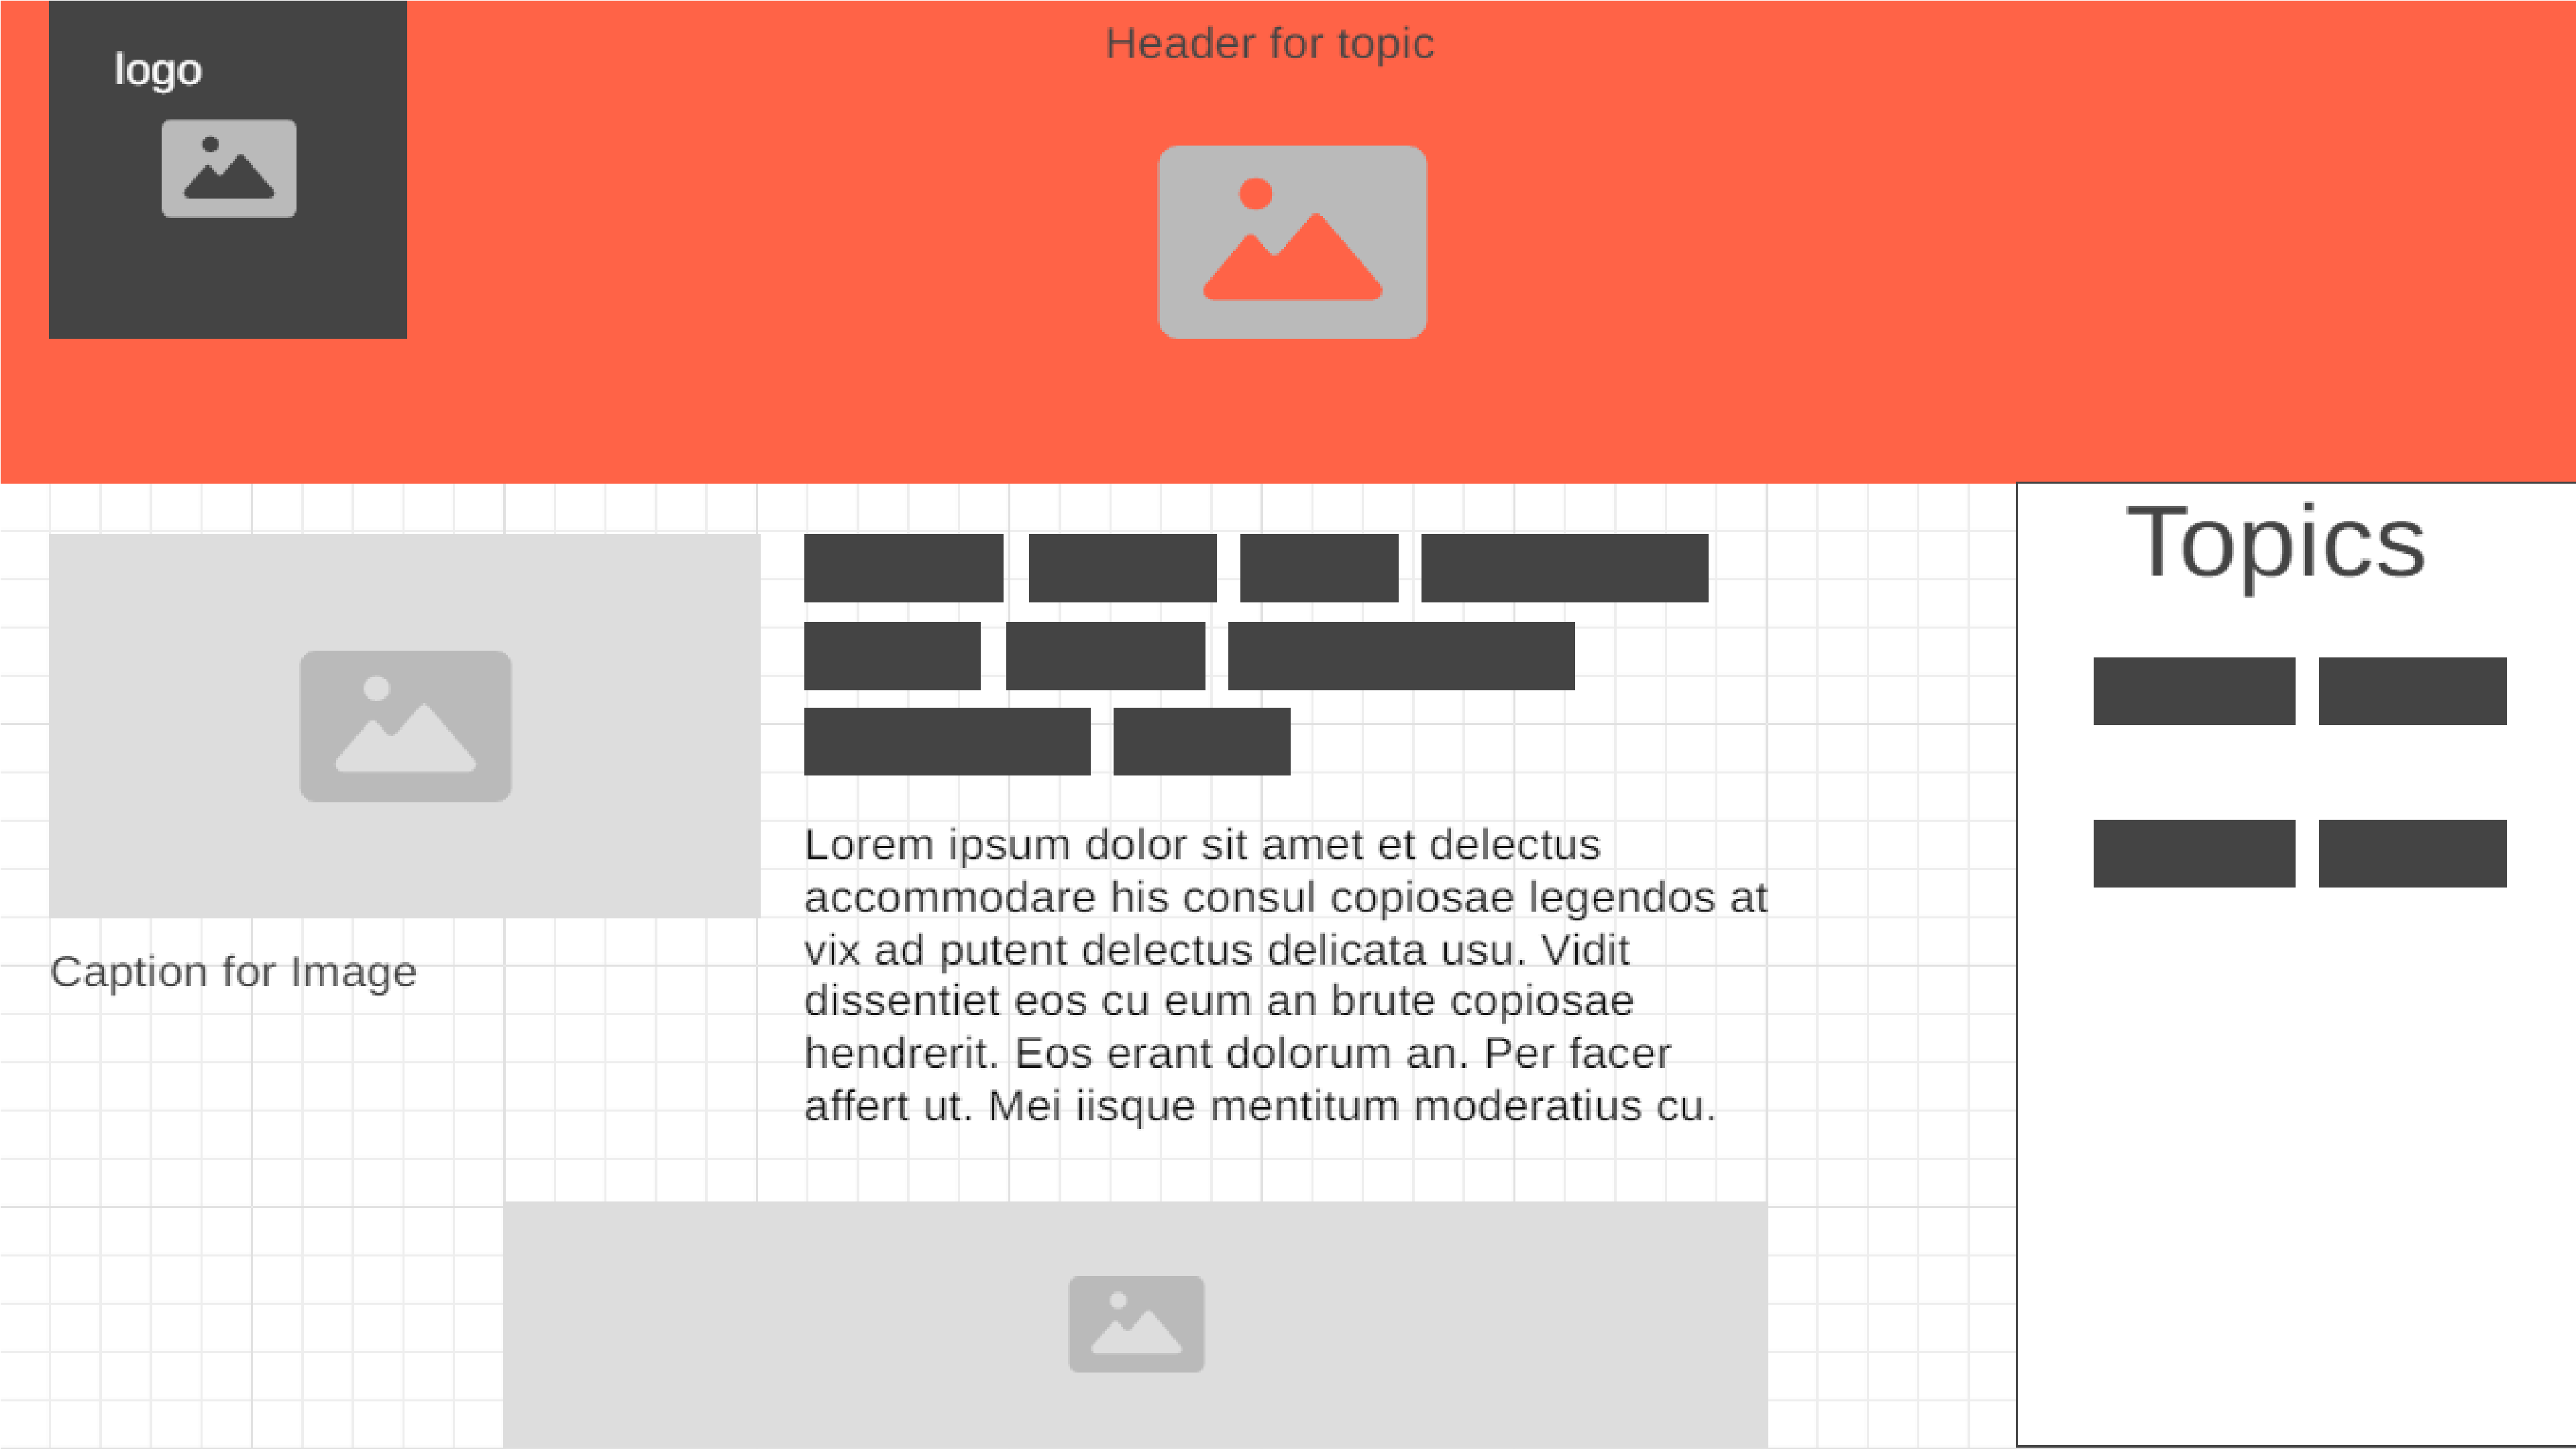 logo
Header for topic
Topics
Lorem ipsum dolor sit amet et delectus
accommodare his consul copiosae legendos at
vix ad putent delectus delicata usu. Vidit
dissentiet eos cu eum an brute copiosae
hendrerit. Eos erant dolorum an. Per facer
affert ut. Mei iisque mentitum moderatius cu.
Caption for Image